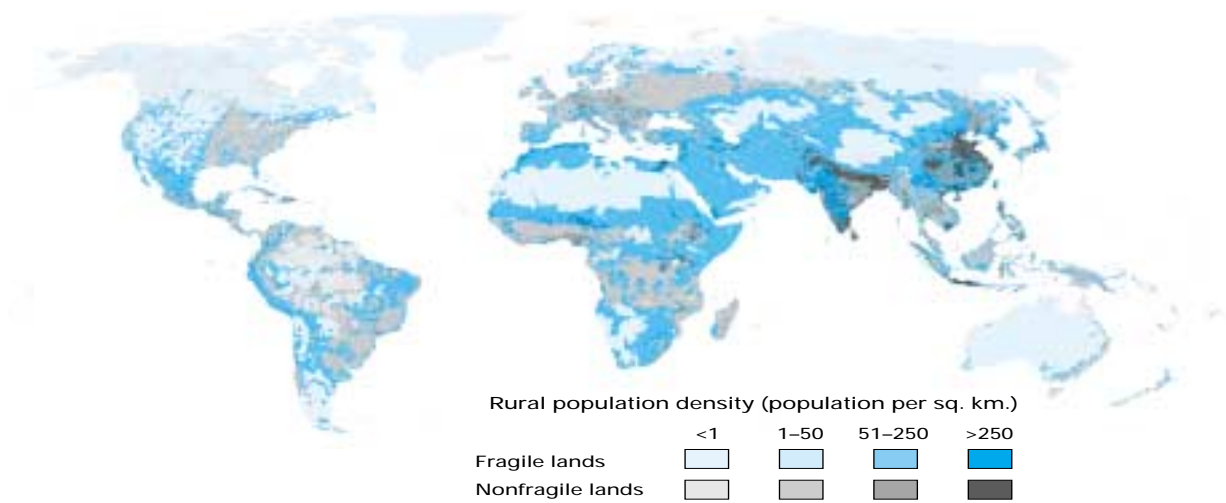 Rural population density (population per sq. km.)
<1 1–50 51–250 >250
Fragile lands
Nonfragile lands